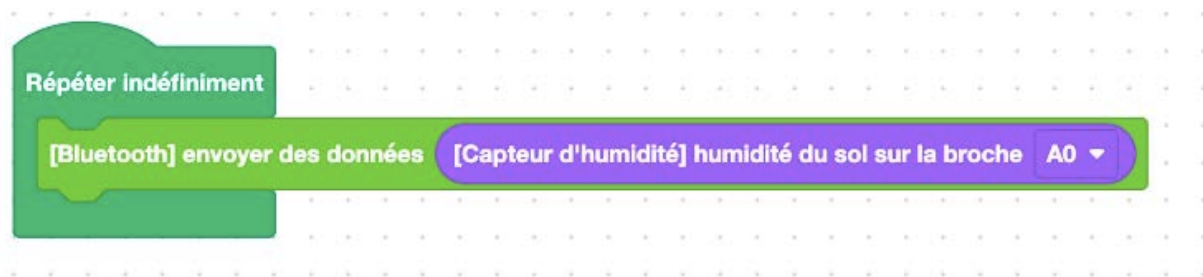 Répéter indéfiniment
[Bluetooth] envoyer des données [Capteur d'humidité] humidité du sol sur la broche A0